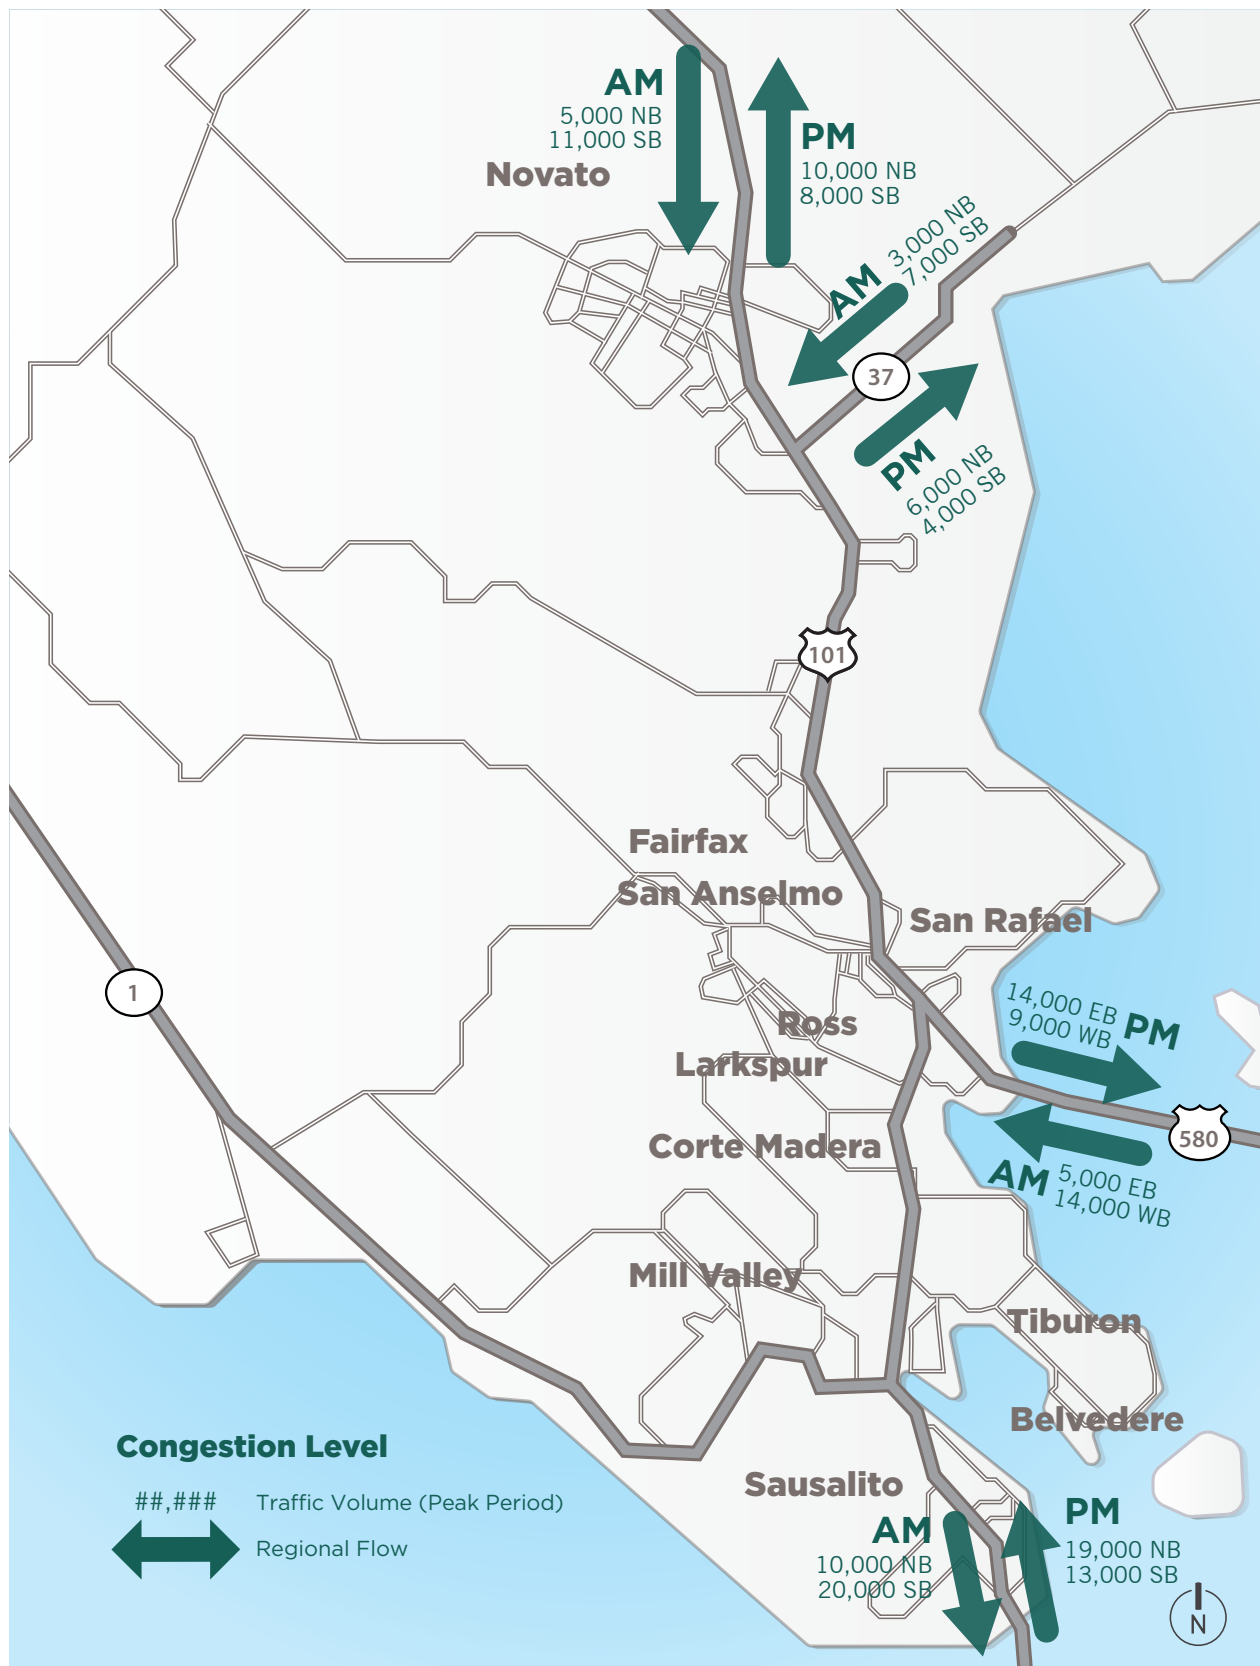 AM
5,000 NB
11,000 SB
PM
10,000 NB
8,000 SB
Novato
AM
3,000 NB
7,000 SB
37
PM
6,000 NB
4,000 SB
101
Fairfax
San Anselmo
San Rafael
1
14,000 EB
9,000 WB
PM
Ross
Larkspur
580
Corte Madera
AM
5,000 EB
14,000 WB
Mill Valley
Tiburon
Belvedere
Congestion Level
##,### Traffic Volume (Peak Period)
Regional Flow
Sausalito
AM
10,000 NB
20,000 SB
PM
19,000 NB
13,000 SB
N